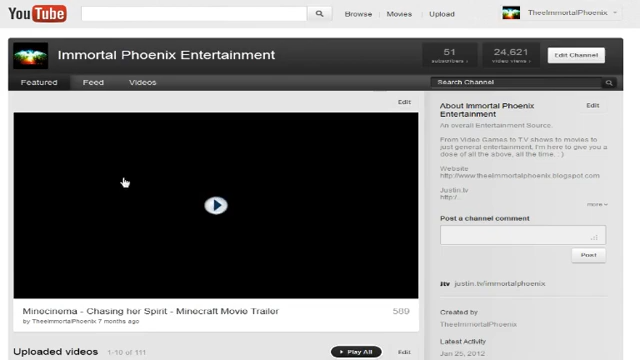 YouTube
Browse Movies Upload TheeImmortalPhoenix
Immortal Phoenix Entertainment
51
subscribers
24,621
video views
Edit Channel
Featured Feed Videos
Search Channel
Edit
About Immortal Phoenix
Entertainment
Edit
An overall Entertainment Source.
From Video Games to TV shows to movies to
just general entertainment, I'm here to give you a
dose of all the above, all the time. :)
Website
http://www.theeimmortalphoenix.blogspot.com
Justin.tv
http:/...
more
Post a channel comment
Post
jtv justin.tv/immortalphoenix
Minecinema - Chasing her Spirit - Minecraft Movie Trailer
589
by TheeImmortalPhoenix 7 months ago
Created by
TheeImmortalPhoenix
Latest Activity
Jan 25, 2012
Uploaded videos 1-10 of 111
Play All
Edit